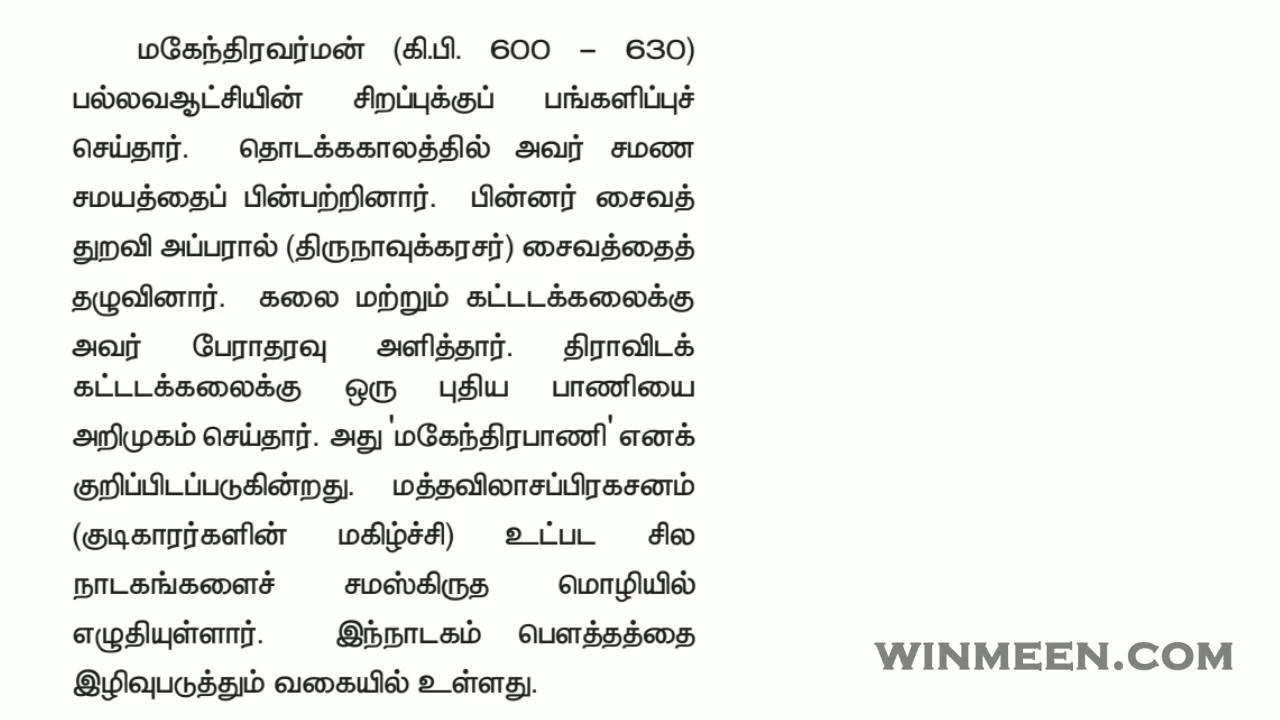 மகேந்திரவர்மன் (கி.பி. 600 – 630)
பல்லவஆட்சியின் சிறப்புக்குப் பங்களிப்புச்
செய்தார். தொடக்ககாலத்தில் அவர் சமண
சமயத்தைப் பின்பற்றினார். பின்னர் சைவத்
துறவி அப்பரால் (திருநாவுக்கரசர்) சைவத்தைத்
தழுவினார். கலை மற்றும் கட்டடக்கலைக்கு
அவர் பேராதரவு அளித்தார். திராவிடக்
கட்டடக்கலைக்கு ஒரு புதிய பாணியை
அறிமுகம் செய்தார். அது 'மகேந்திரபாணி' எனக்
குறிப்பிடப்படுகின்றது. மத்தவிலாசப்பிரகசனம்
(குடிகாரர்களின் மகிழ்ச்சி) உட்பட சில
நாடகங்களைச் சமஸ்கிருத மொழியில்
எழுதியுள்ளார். இந்நாடகம் பௌத்தத்தை
இழிவுபடுத்தும் வகையில் உள்ளது.
WINMEEN.COM